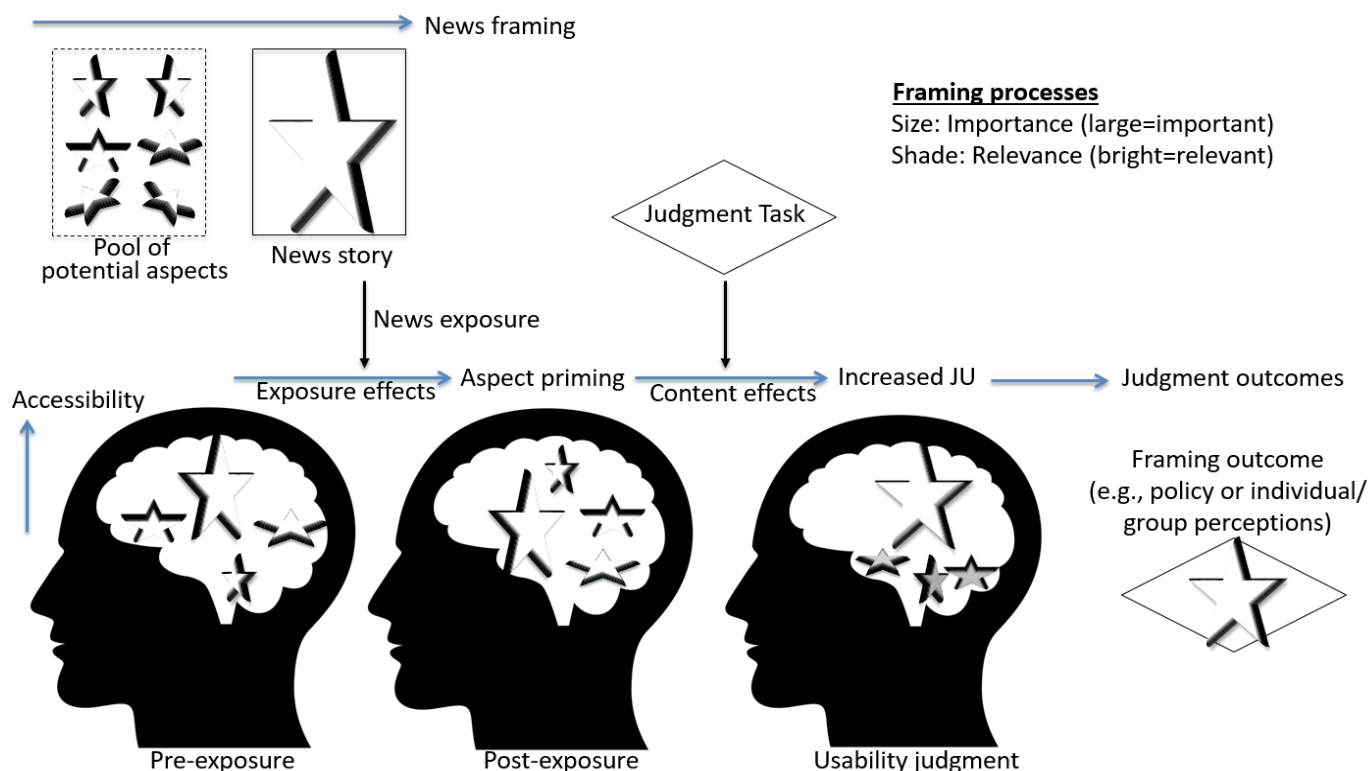 News framing
Framing processes
Size: Importance (large=important)
Shade: Relevance (bright=relevant)
Judgment Task
Pool of
potential aspects
News story
News exposure
Accessibility
Exposure effects
Aspect priming
Content effects
Increased JU
Judgment outcomes
Framing outcome
(e.g., policy or individual/
group perceptions)
Pre-exposure
Post-exposure
Usability judgment